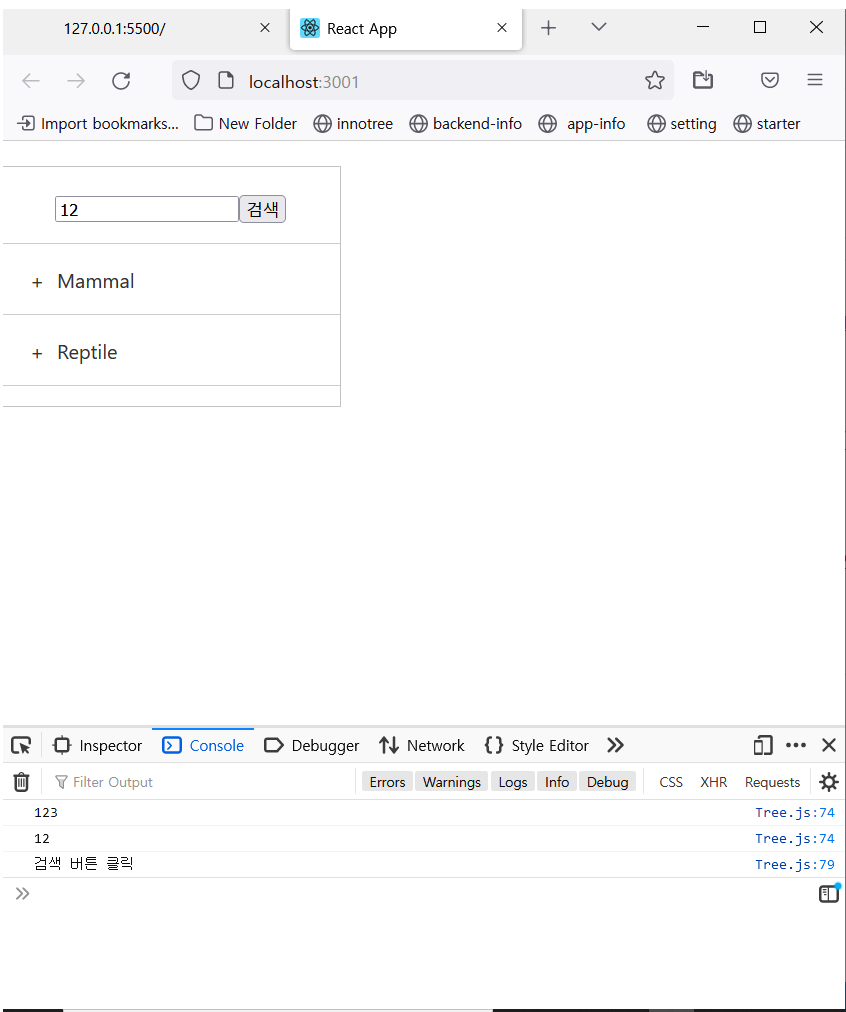 127.0.0.1:5500/
React App
localhost:3001
Import bookmarks...
New Folder
innotree
backend-info
app-info
setting
starter
12
검색
+ Mammal
+ Reptile
Inspector
Console
Debugger
Network
Style Editor
Filter Output
Errors
Warnings
Logs
Info
Debug
CSS
XHR
Requests
123 Tree.js:74
12 Tree.js:74
검색 버튼 클릭 Tree.js:79